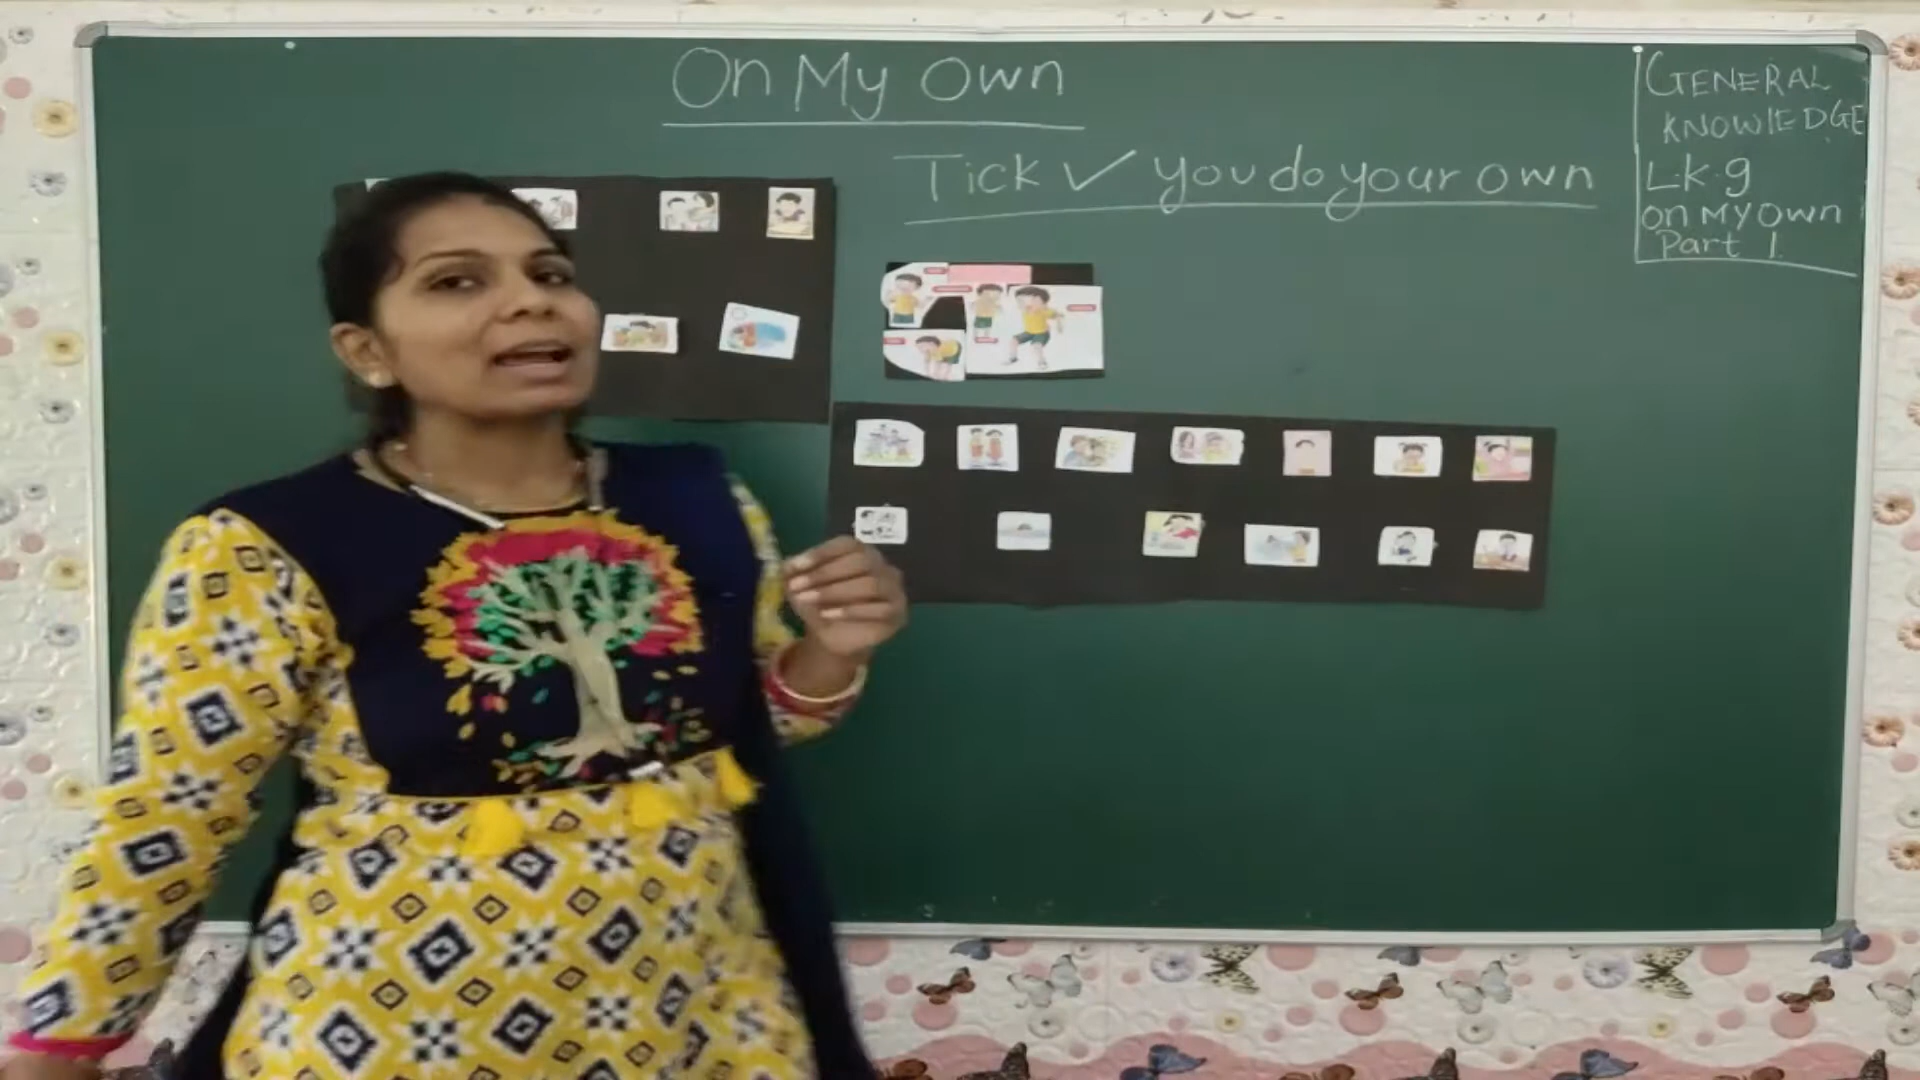 On My Own
Tick ✓ you do your own
GENERAL
KNOWlEDGE
L.k.g
on MY Own
Part 1.